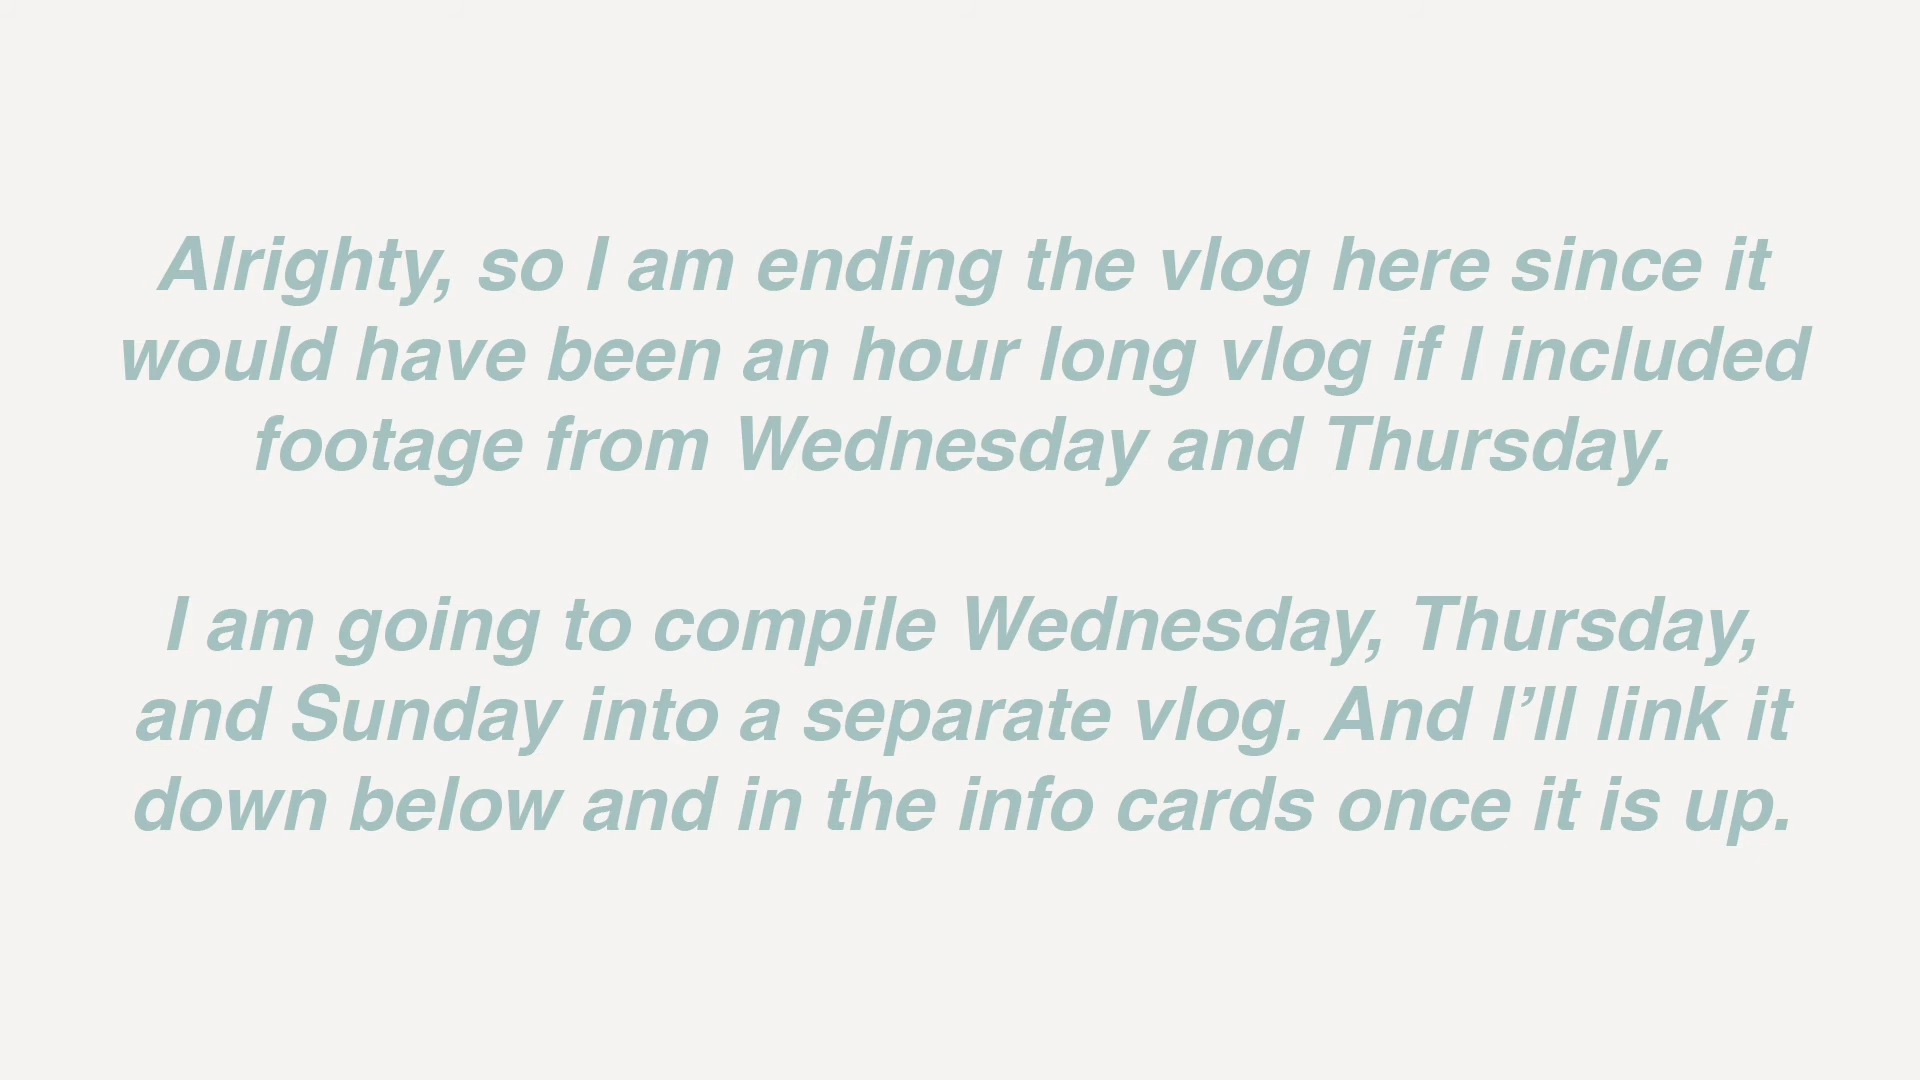 Alrighty, so I am ending the vlog here since it
would have been an hour long vlog if I included
footage from Wednesday and Thursday.
I am going to compile Wednesday, Thursday,
and Sunday into a separate vlog. And I’ll link it
down below and in the info cards once it is up.